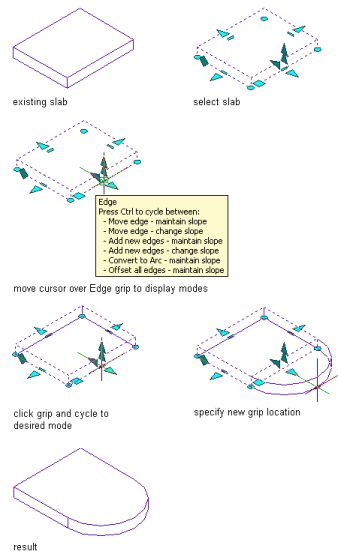 existing slab
select slab
Edge
Press Ctrl to cycle between:
- Move edge - maintain slope
- Move edge - change slope
- Add new edges - maintain slope
- Add new edges - change slope
- Convert to Arc - maintain slope
- Offset all edges - maintain slope
move cursor over Edge grip to display modes
click grip and cycle to
desired mode
specify new grip location
result